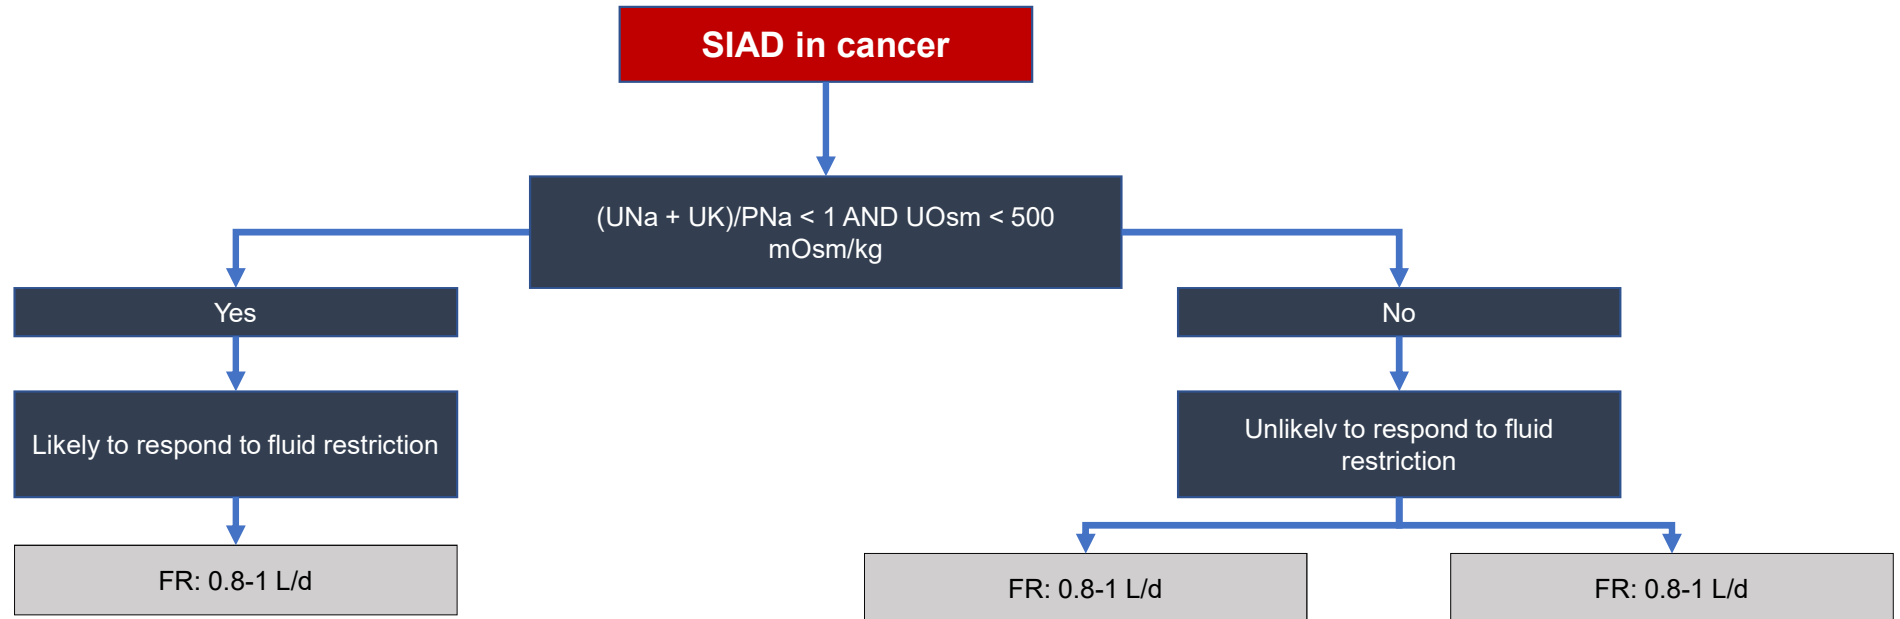 SIAD in cancer
(UNa + UK)/PNa < 1 AND UOsm < 500
mOsm/kg
Yes
No
Likely to respond to fluid restriction
Unlikelv to respond to fluid
restriction
FR: 0.8-1 L/d
FR: 0.8-1 L/d
FR: 0.8-1 L/d